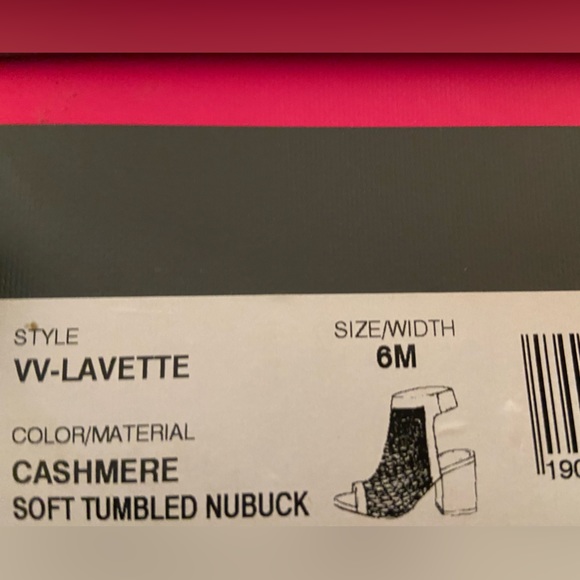 STYLE
VV-LAVETTE
SIZE/WIDTH
6M
COLOR/MATERIAL
CASHMERE
SOFT TUMBLED NUBUCK
190